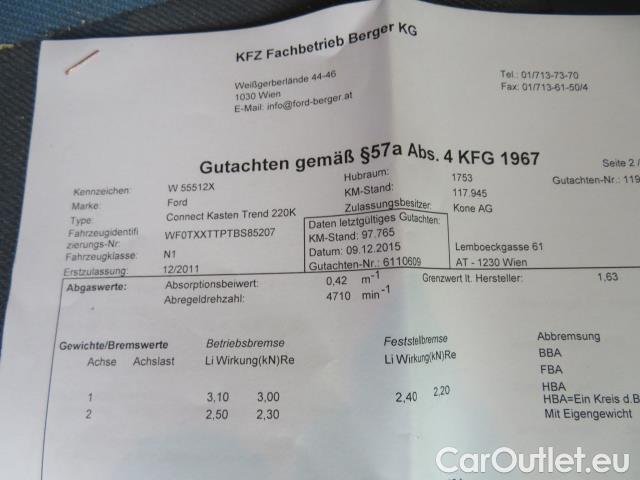 KFZ Fachbetrieb Berger KG
Weißgerberlände 44-46
1030 Wien
E-Mail: info@ford-berger.at
Tel.: 01/713-73-70
Fax: 01/713-61-50/4
Gutachten gemäß §57a Abs. 4 KFG 1967
Seite 2 /
Gutachten-Nr.: 119
Kennzeichen: W 55512X
Marke: Ford
Type: Connect Kasten Trend 220K
Fahrzeugidentifi
zierungs-Nr: WF0TXXTTPTBS85207
Fahrzeugklasse: N1
Erstzulassung: 12/2011
Hubraum: 1753
KM-Stand: 117.945
Zulassungsbesitzer: Kone AG
Lemboeckgasse 61
AT - 1230 Wien
Daten letztgültiges Gutachten:
KM-Stand: 97.765
Datum: 09.12.2015
Gutachten-Nr.: 6110609
Abgaswerte: Absorptionsbeiwert: 0,42 m-1 Grenzwert lt. Hersteller: 1,63
Abregeldrehzahl: 4710 min-1
Gewichte/Bremswerte Betriebsbremse Feststellbremse Abbremsung
Achse Achslast Li Wirkung(kN)Re Li Wirkung(kN)Re BBA
FBA
1 3,10 3,00 2,40 2,20 HBA
HBA=Ein Kreis d.B
2 2,50 2,30 Mit Eigengewicht
CarOutlet.eu